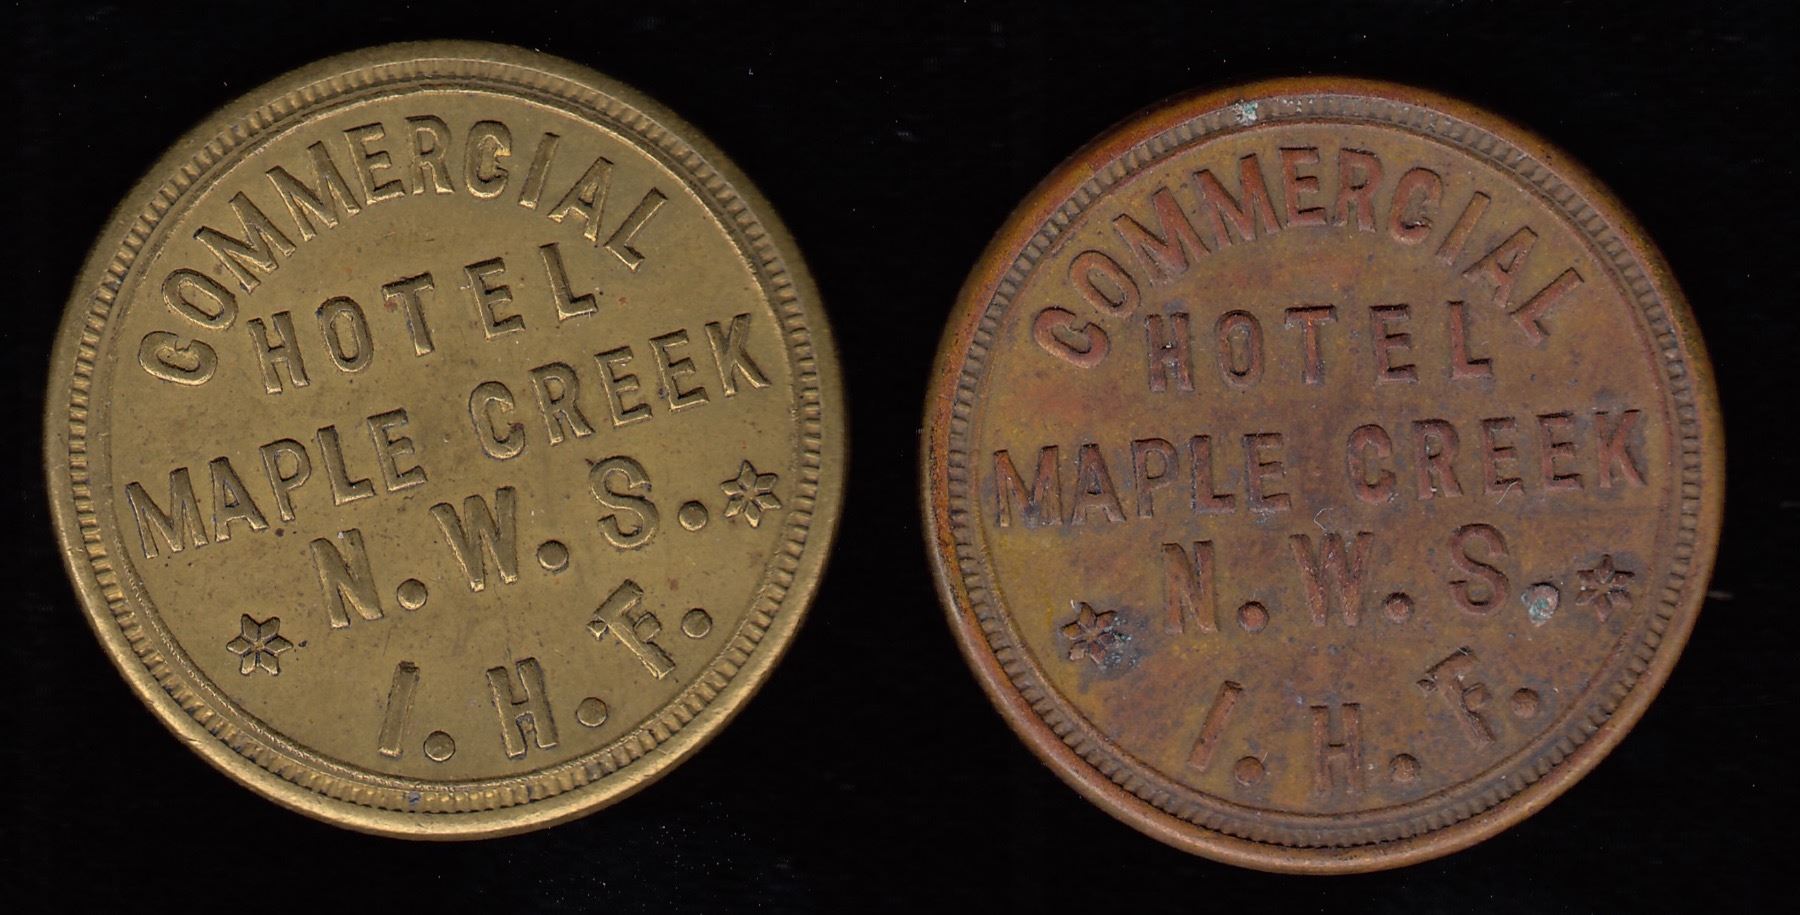 COMMERCIAL
HOTEL
MAPLE CREEK
N.W.S.
I.H.F.
COMMERCIAL
HOTEL
MAPLE CREEK
N.W.S.
I.H.F.